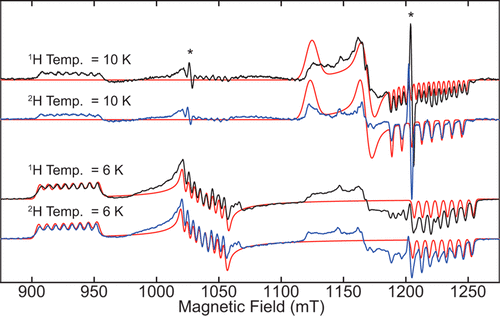 *
*
¹H Temp. = 10 K
²H Temp. = 10 K
¹H Temp. = 6 K
²H Temp. = 6 K
900 950 1000 1050 1100 1150 1200 1250
Magnetic Field (mT)